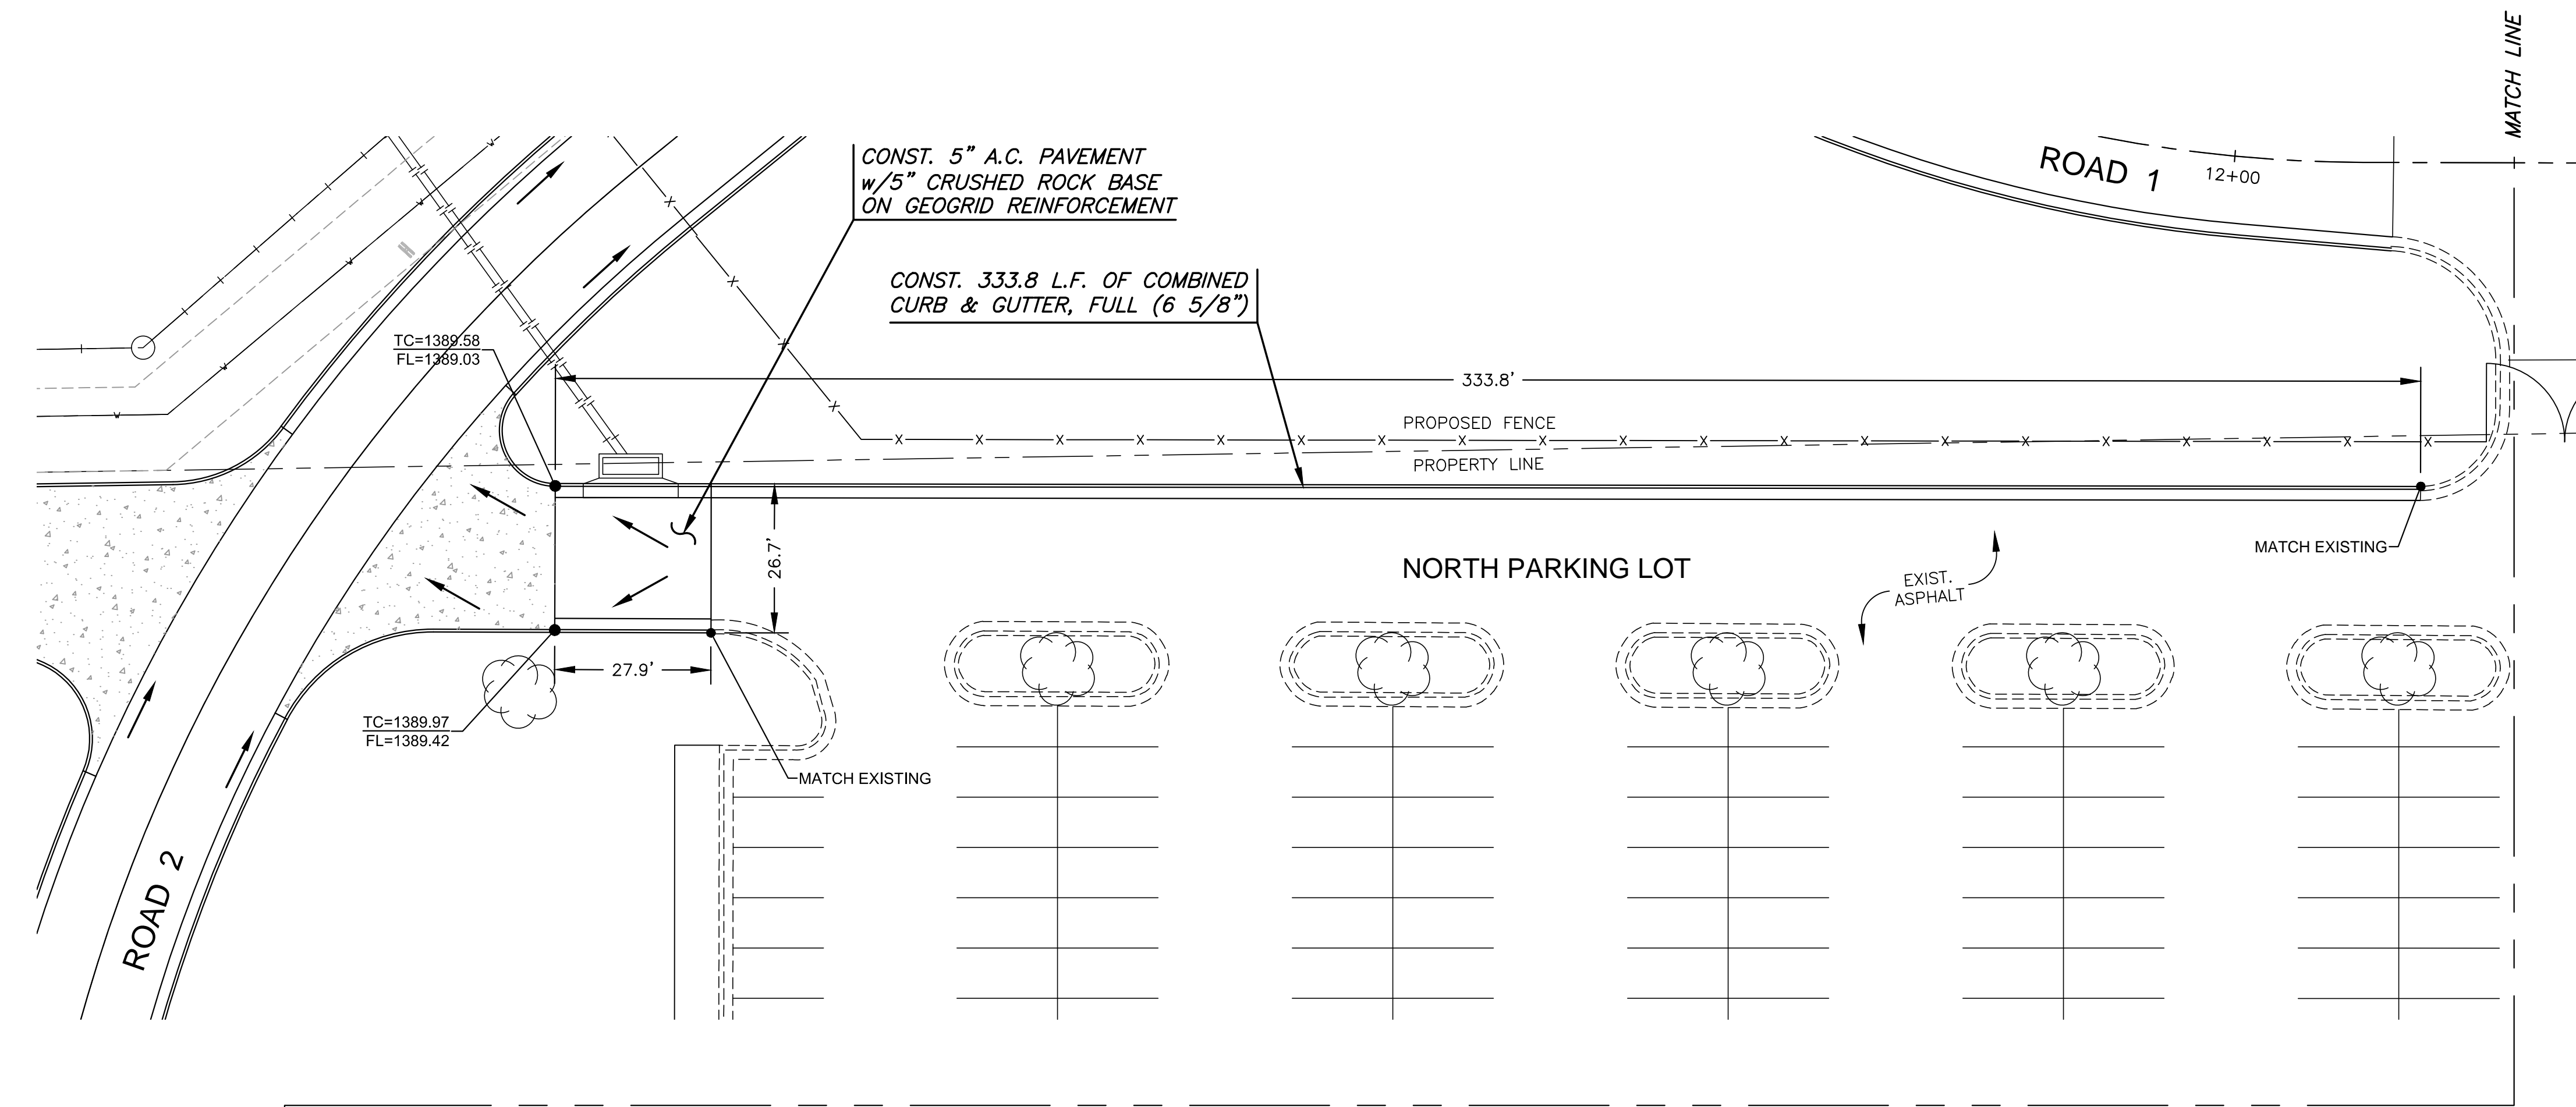 MATCH LINE
CONST. 5" A.C. PAVEMENT
w/5" CRUSHED ROCK BASE
ON GEOGRID REINFORCEMENT
ROAD 1
12+00
CONST. 333.8 L.F. OF COMBINED
CURB & GUTTER, FULL (6 5/8")
TC=1389.58
FL=1389.03
333.8'
PROPOSED FENCE
PROPERTY LINE
26.7'
NORTH PARKING LOT
MATCH EXISTING
EXIST.
ASPHALT
27.9'
TC=1389.97
FL=1389.42
MATCH EXISTING
ROAD 2